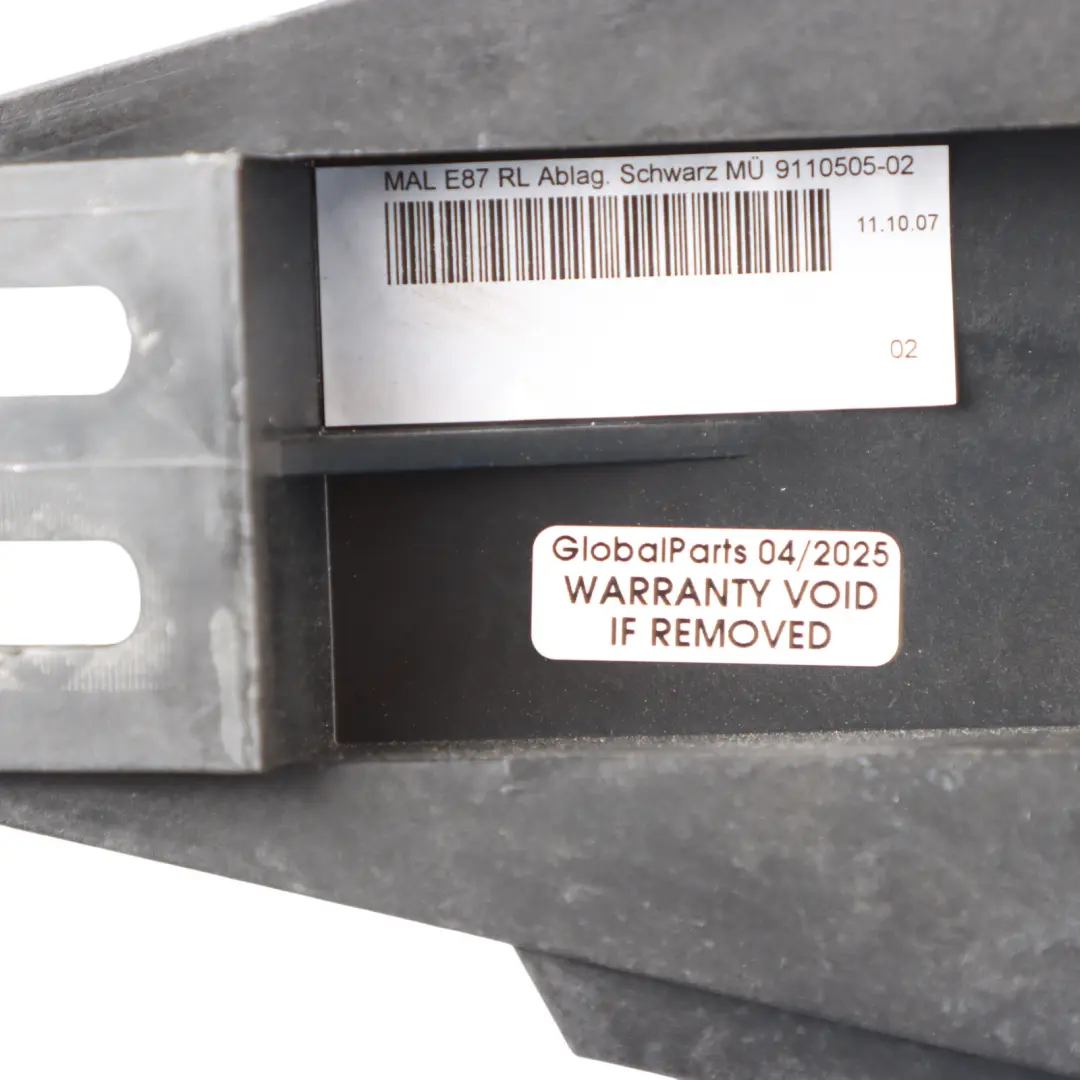 MAL E87 RL Ablag. Schwarz MÜ 9110505-02
11.10.07
02
GlobalParts 04/2025
WARRANTY VOID
IF REMOVED